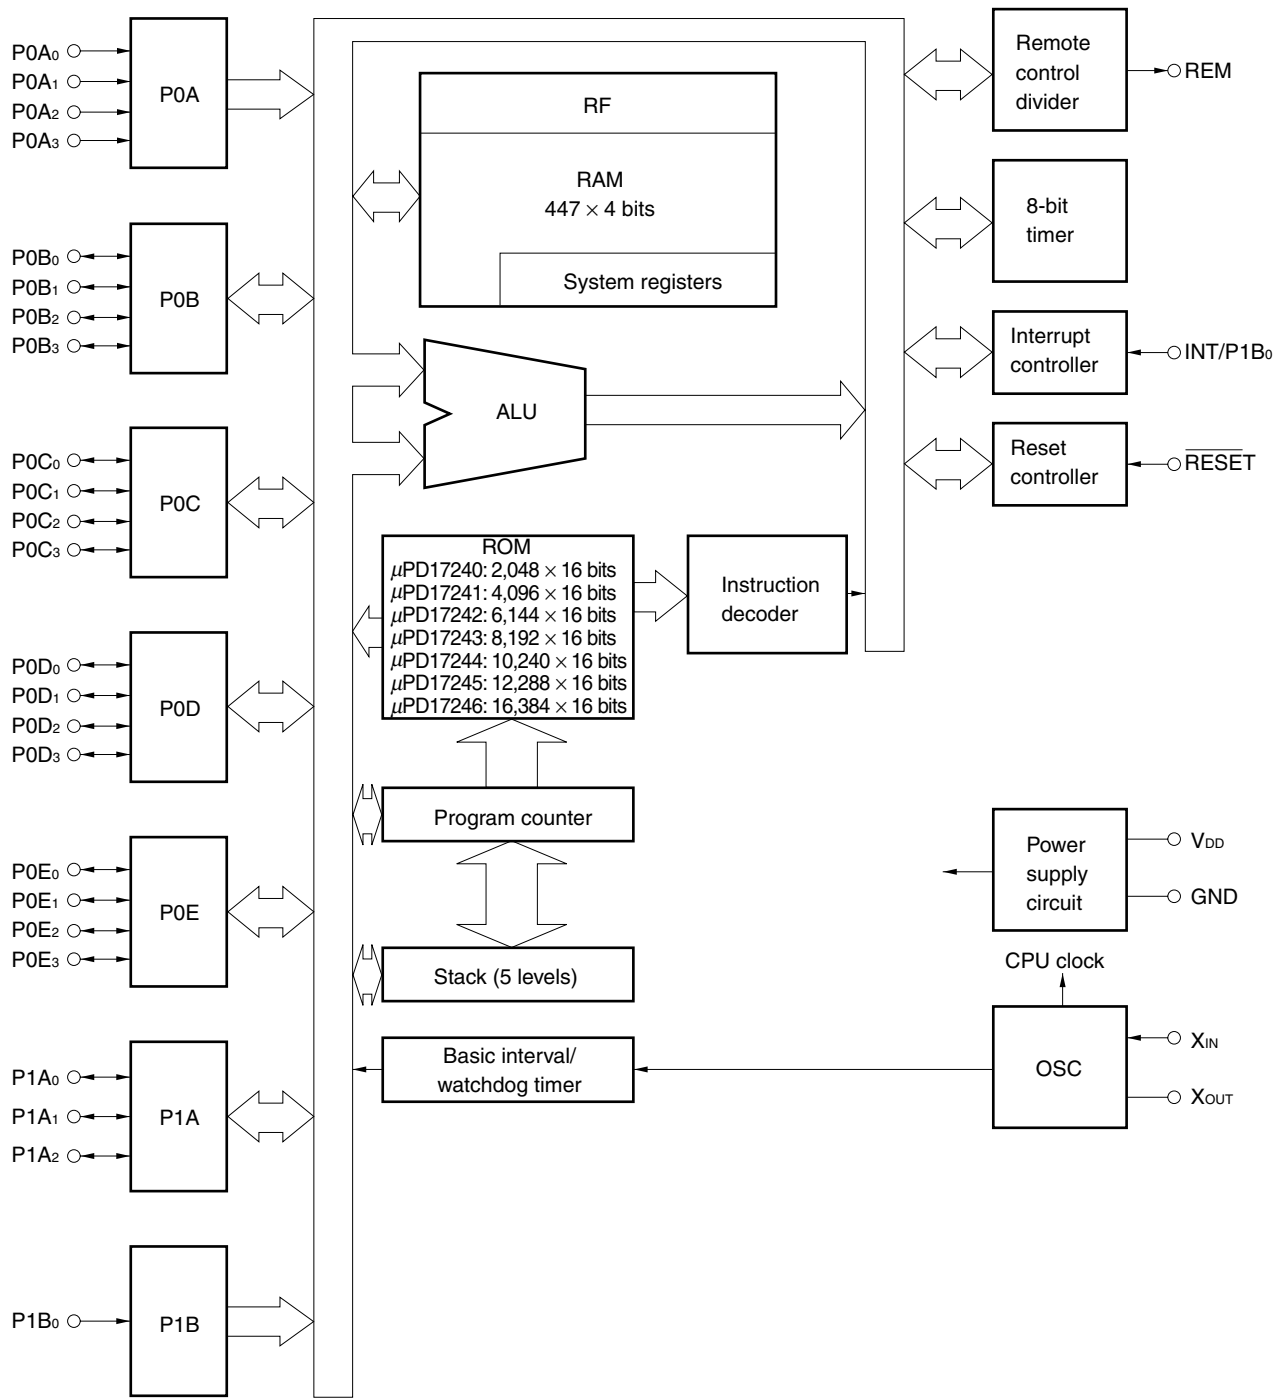 P0A0
P0A1
P0A2
P0A3
P0A
P0B0
P0B1
P0B2
P0B3
P0B
P0C0
P0C1
P0C2
P0C3
P0C
P0D0
P0D1
P0D2
P0D3
P0D
P0E0
P0E1
P0E2
P0E3
P0E
P1A0
P1A1
P1A2
P1A
P1B0
P1B
RF
RAM
447 × 4 bits
System registers
ALU
ROM
μPD17240: 2,048 × 16 bits
μPD17241: 4,096 × 16 bits
μPD17242: 6,144 × 16 bits
μPD17243: 8,192 × 16 bits
μPD17244: 10,240 × 16 bits
μPD17245: 12,288 × 16 bits
μPD17246: 16,384 × 16 bits
Instruction
decoder
Program counter
Stack (5 levels)
Basic interval/
watchdog timer
Remote
control
divider
REM
8-bit
timer
Interrupt
controller
INT/P1B0
Reset
controller
RESET
Power
supply
circuit
VDD
GND
CPU clock
OSC
XIN
XOUT